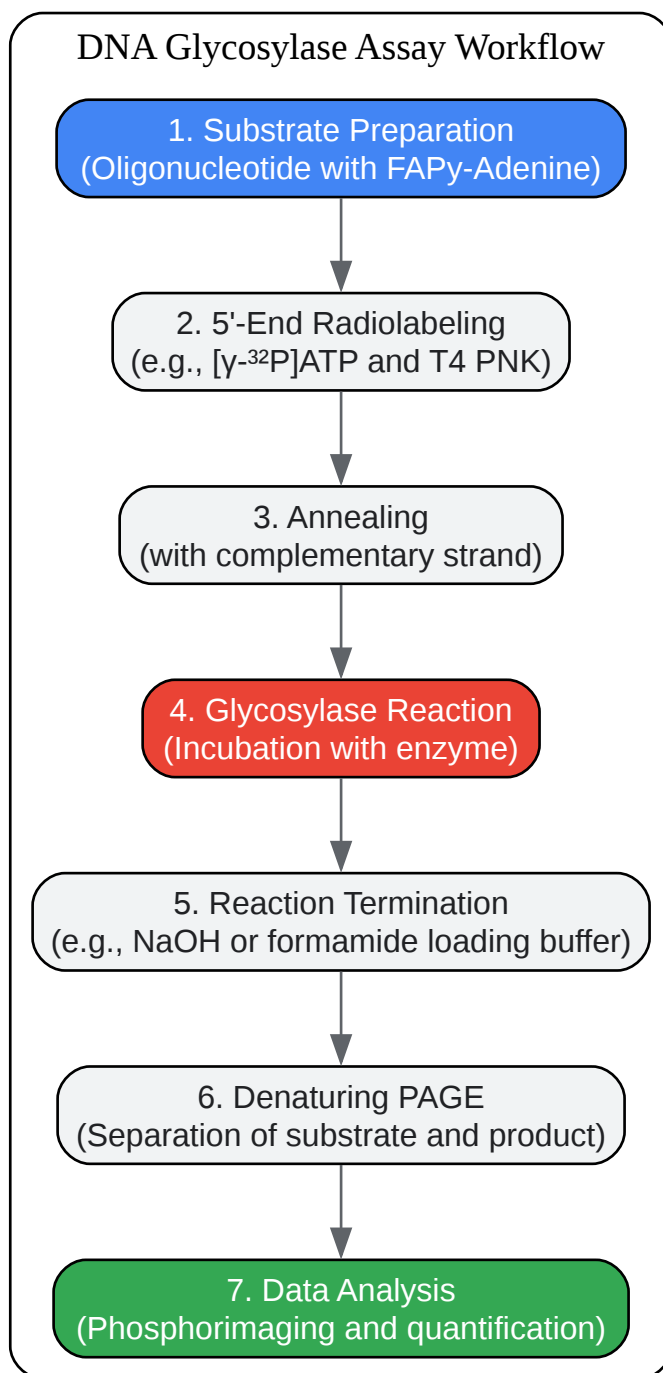 DNA Glycosylase Assay Workflow
1. Substrate Preparation
(Oligonucleotide with FAPy-Adenine)
2. 5'-End Radiolabeling
(e.g., [γ-³²P]ATP and T4 PNK)
3. Annealing
(with complementary strand)
4. Glycosylase Reaction
(Incubation with enzyme)
5. Reaction Termination
(e.g., NaOH or formamide loading buffer)
6. Denaturing PAGE
(Separation of substrate and product)
7. Data Analysis
(Phosphorimaging and quantification)